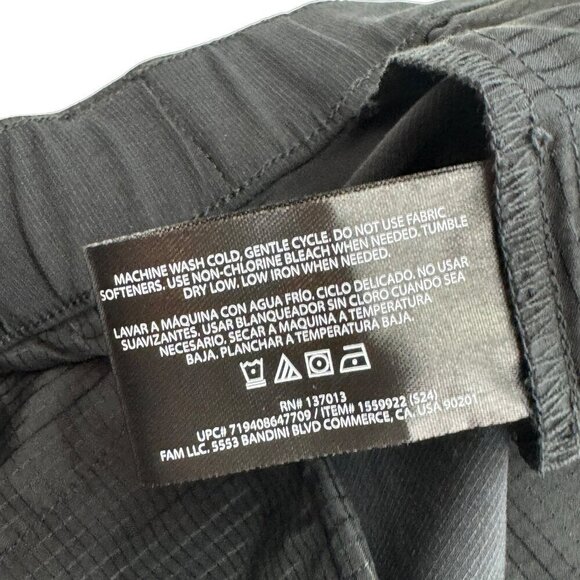 MACHINE WASH COLD, GENTLE CYCLE. DO NOT USE FABRIC
SOFTENERS. USE NON-CHLORINE BLEACH WHEN NEEDED. TUMBLE
DRY LOW. LOW IRON WHEN NEEDED.
LAVAR A MÁQUINA CON AGUA FRÍO. CICLO DELICADO. NO USAR
SUAVIZANTES. USAR BLANQUEADOR SIN CLORO CUANDO SEA
NECESARIO. SECAR A MAQUINA A TEMPERATURA
BAJA. PLANCHAR A TEMPERATURA BAJA.
RN# 137013
UPC# 719408647709 / ITEM# 1559922 (S24)
FAM LLC. 5553 BANDINI BLVD COMMERCE, CA. USA 90201